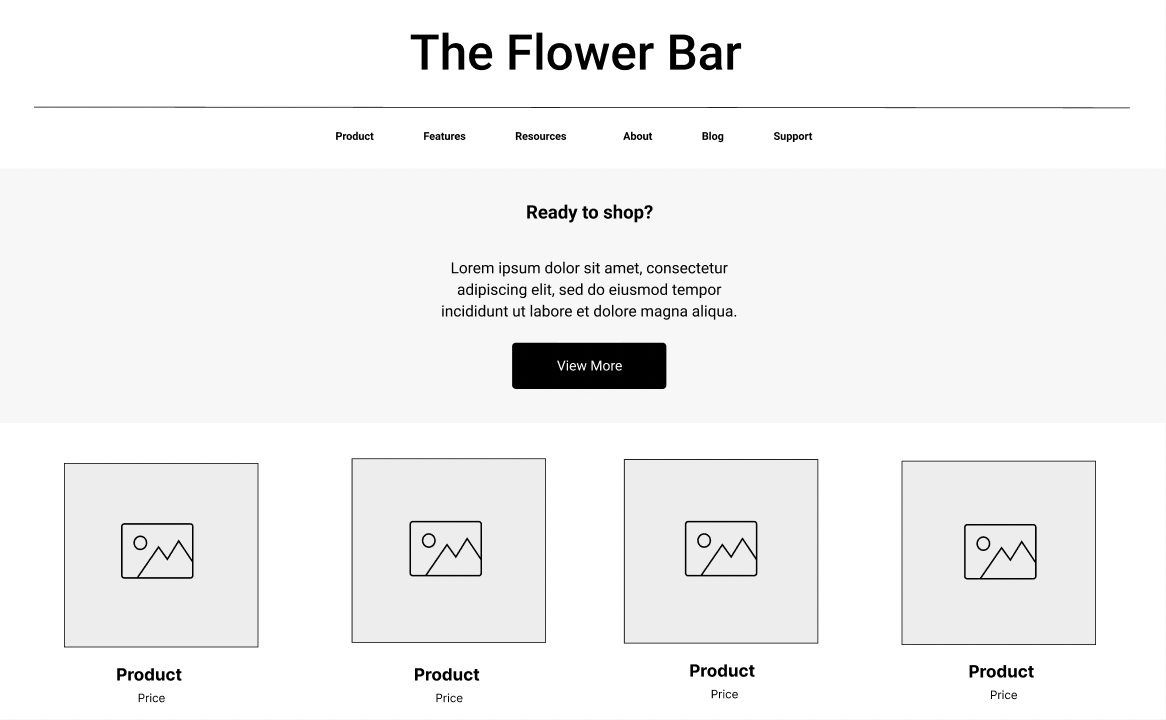 The Flower Bar
Product Features Resources About Blog Support
Ready to shop?
Lorem ipsum dolor sit amet, consectetur
adipiscing elit, sed do eiusmod tempor
incididunt ut labore et dolore magna aliqua.
View More
Product Product Product Product
Price Price Price Price